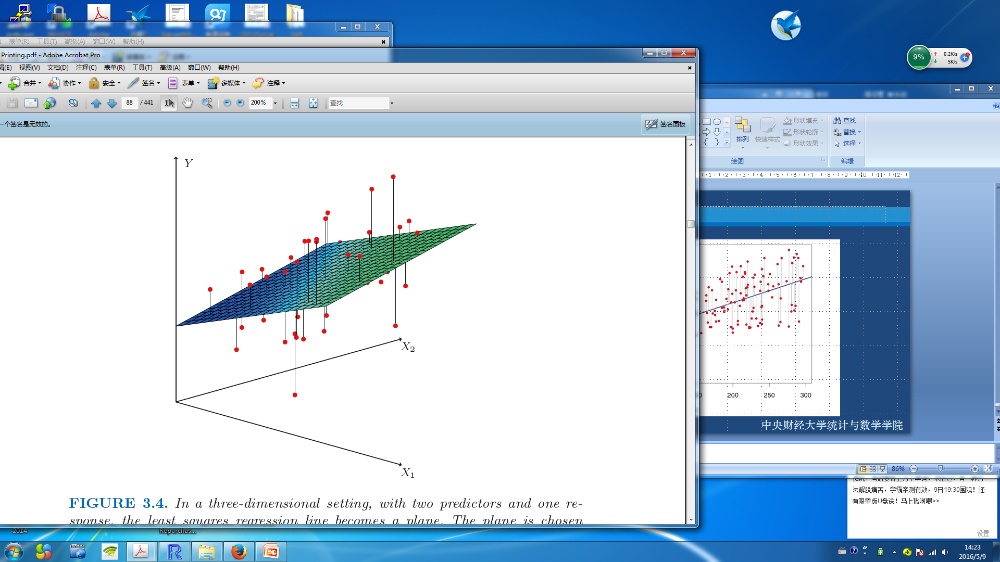 表单(R) 工具(T) 高级(A) 窗口(W) 帮助(H)
Printing.pdf - Adobe Acrobat Pro
辑(E) 视图(V) 文档(D) 注释(C) 表单(R) 工具(T) 高级(A) 窗口(W) 帮助(H)
合并 协作 安全 签名 表单 多媒体 注释
88 / 441 200% 查找
一个签名是无效的。
签名面板
Y
X2
X1
FIGURE 3.4. In a three-dimensional setting, with two predictors and one re-
sponse, the least squares regression line becomes a plane. The plane is chosen
9%
0.2K/s
5K/s
形状填充
形状轮廓
形状效果
排列
快速样式
绘图
查找
替换
选择
编辑
1 2 3 4 5 6 7 8 9 10 11 12
200 250 300
中央财经大学统计与数学学院
86%
法解脱痛苦，学霸亲测有效，9日19:30围观！还
有限量版U盘送！马上戳啊喂>>
设置
2014
Repurchas...
14:23
2016/5/9